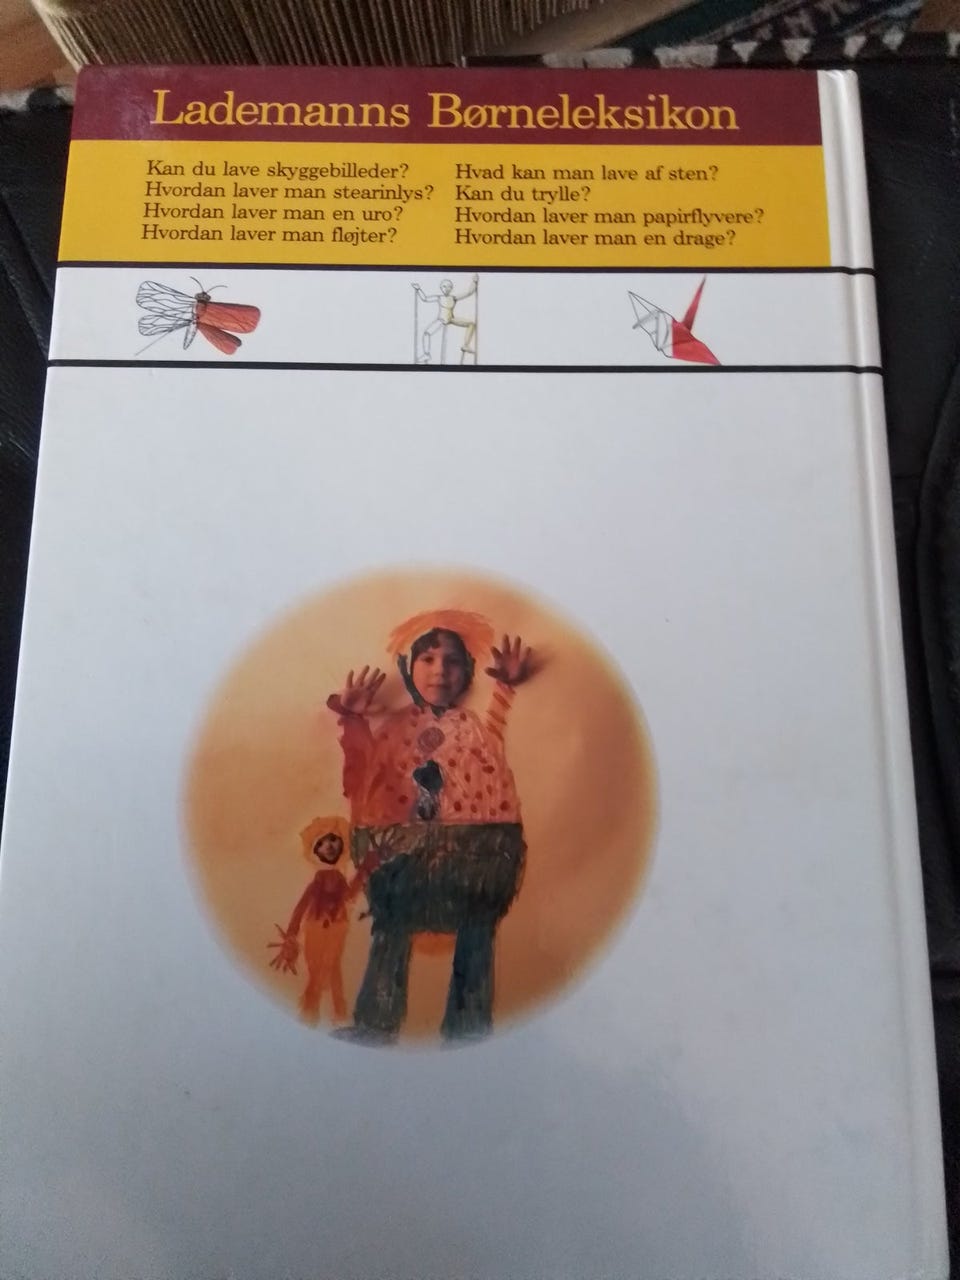 Lademanns Børneleksikon
Kan du lave skyggebilleder?
Hvordan laver man stearinlys?
Hvordan laver man en uro?
Hvordan laver man fløjter?
Hvad kan man lave af sten?
Kan du trylle?
Hvordan laver man papirflyvere?
Hvordan laver man en drage?